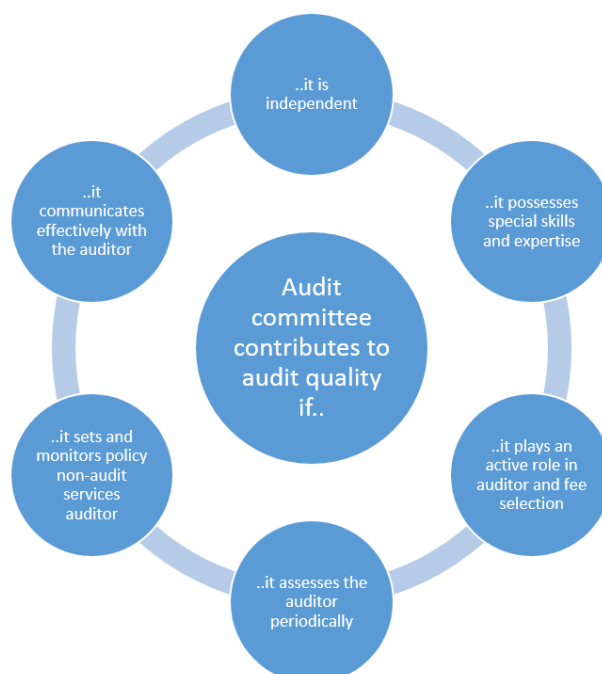 Audit
committee
contributes to
audit quality
if..
..it is
independent
..it possesses
special skills
and expertise
..it plays an
active role in
auditor and fee
selection
..it assesses the
auditor
periodically
..it sets and
monitors policy
non-audit
services
auditor
..it
communicates
effectively with
the auditor